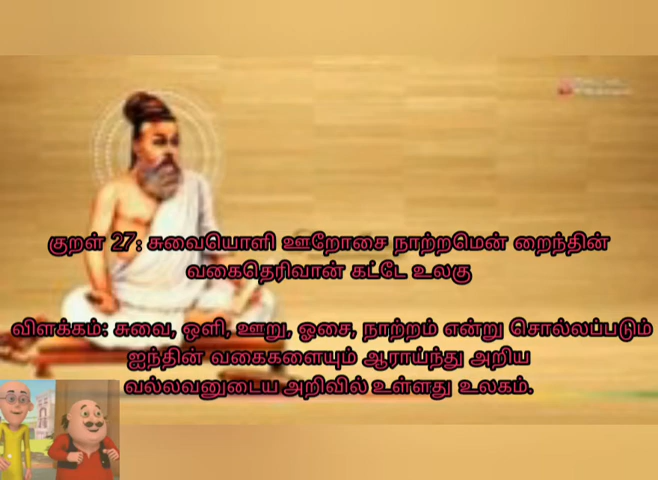 குறள் 27: சுவையொளி ஊறோசை நாற்றமென் றைந்தின்
வகைதெரிவான் கட்டே உலகு
விளக்கம்: சுவை, ஒளி, ஊறு, ஓசை, நாற்றம் என்று சொல்லப்படும்
ஐந்தின் வகைகளையும் ஆராய்ந்து அறிய
வல்லவனுடைய அறிவில் உள்ளது உலகம்.